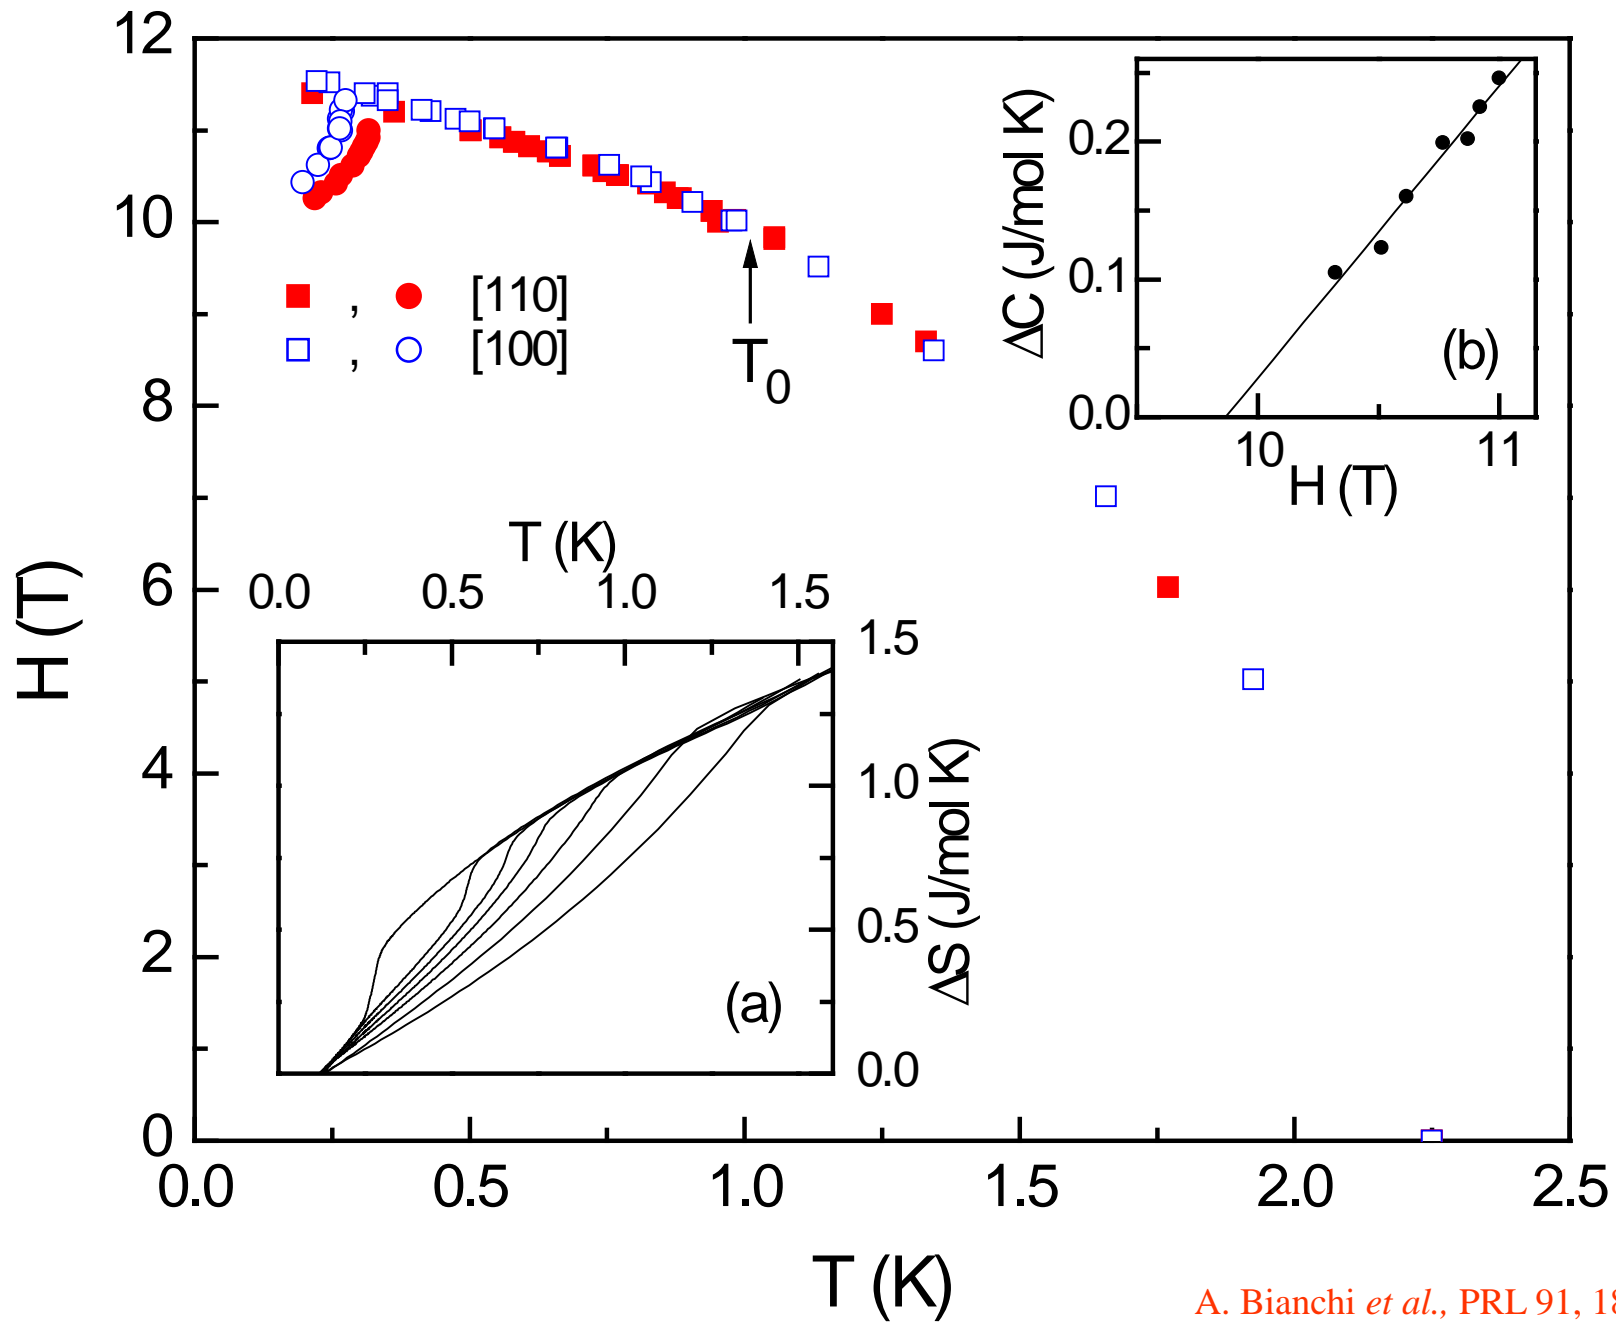 12
10
8
6
4
2
0
H (T)
0.0 0.5 1.0 1.5 2.0 2.5
T (K)
, [110]
, [100]
T0
0.2
0.1
0.0
ΔC (J/mol K)
(b)
10 11
H (T)
T (K)
0.0 0.5 1.0 1.5
1.5
1.0
0.5
0.0
ΔS (J/mol K)
(a)
A. Bianchi et al., PRL 91, 18